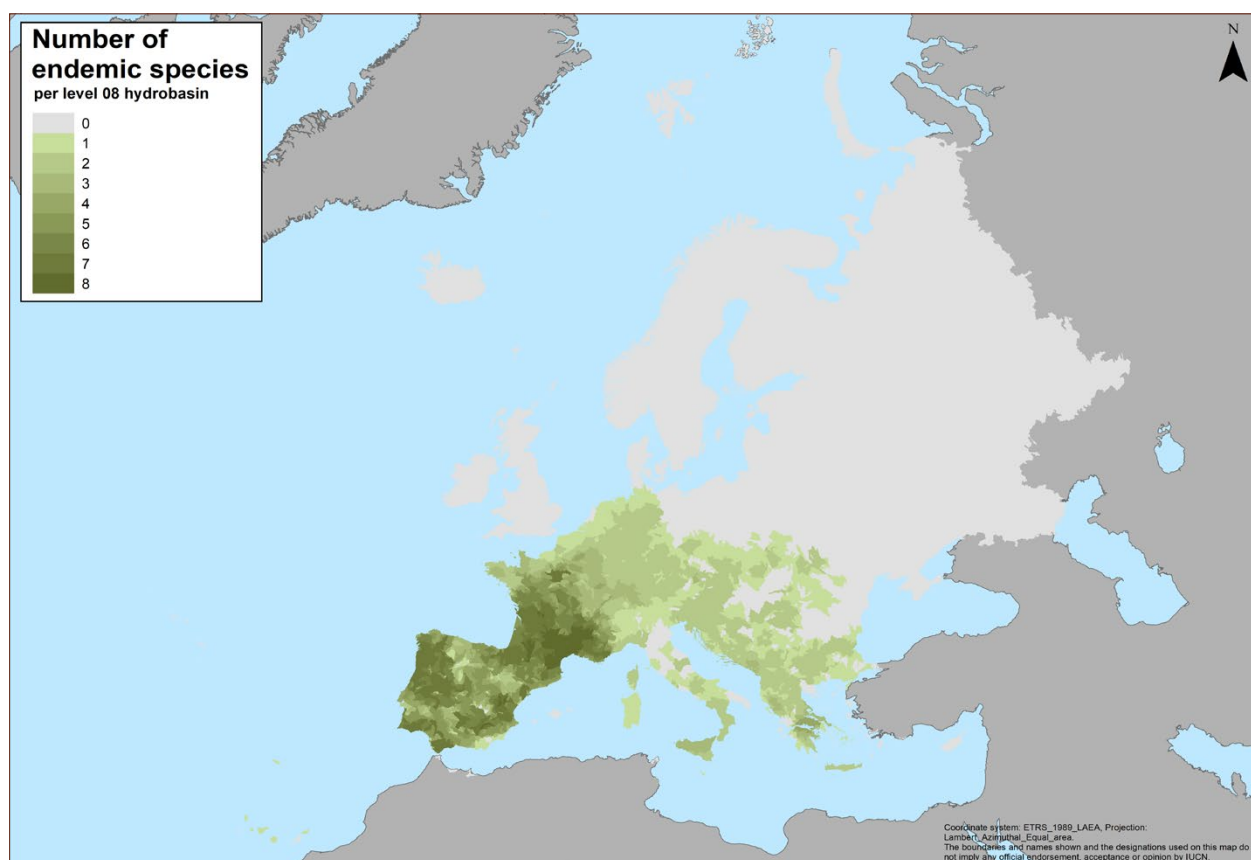 Number of
endemic species
per level 08 hydrobasin
0
1
2
3
4
5
6
7
8
N
Coordinate system: ETRS_1989_LAEA, Projection:
Lambert_Azimuthal_Equal_area.
The boundaries and names shown and the designations used on this map do
not imply any official endorsement, acceptance or opinion by IUCN.